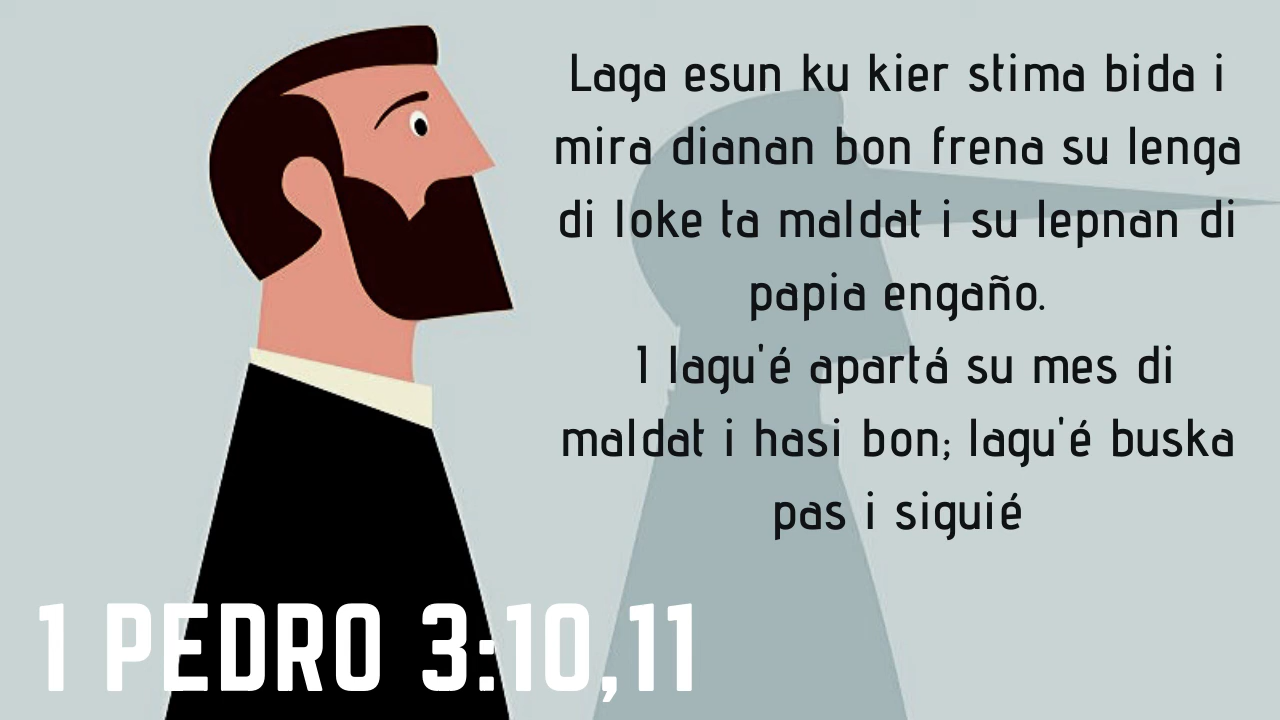 Laga esun ku kier stima bida i
mira dianan bon frena su lenga
di loke ta maldat i su lepnan di
papia engaño.
I lagu'é apartá su mes di
maldat i hasi bon; lagu'é buska
pas i siguié
1 PEDRO 3:10,11